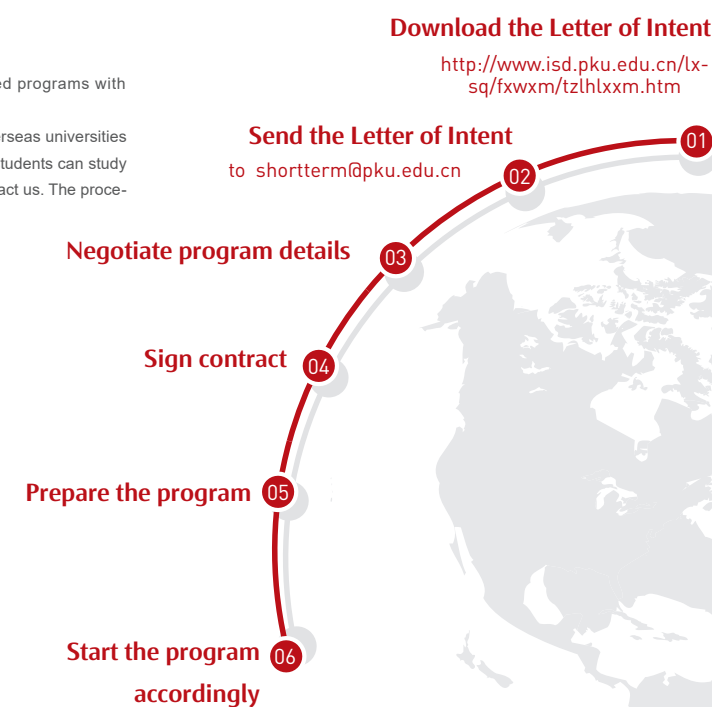 Download the Letter of Intent
http://www.isd.pku.edu.cn/lx-
sq/fxwxm/tzlhlxxm.htm
ed programs with
erseas universities
tudents can study
act us. The proce-
01
Send the Letter of Intent
to shortterm@pku.edu.cn
02
Negotiate program details
03
Sign contract
04
Prepare the program
05
Start the program
accordingly
06